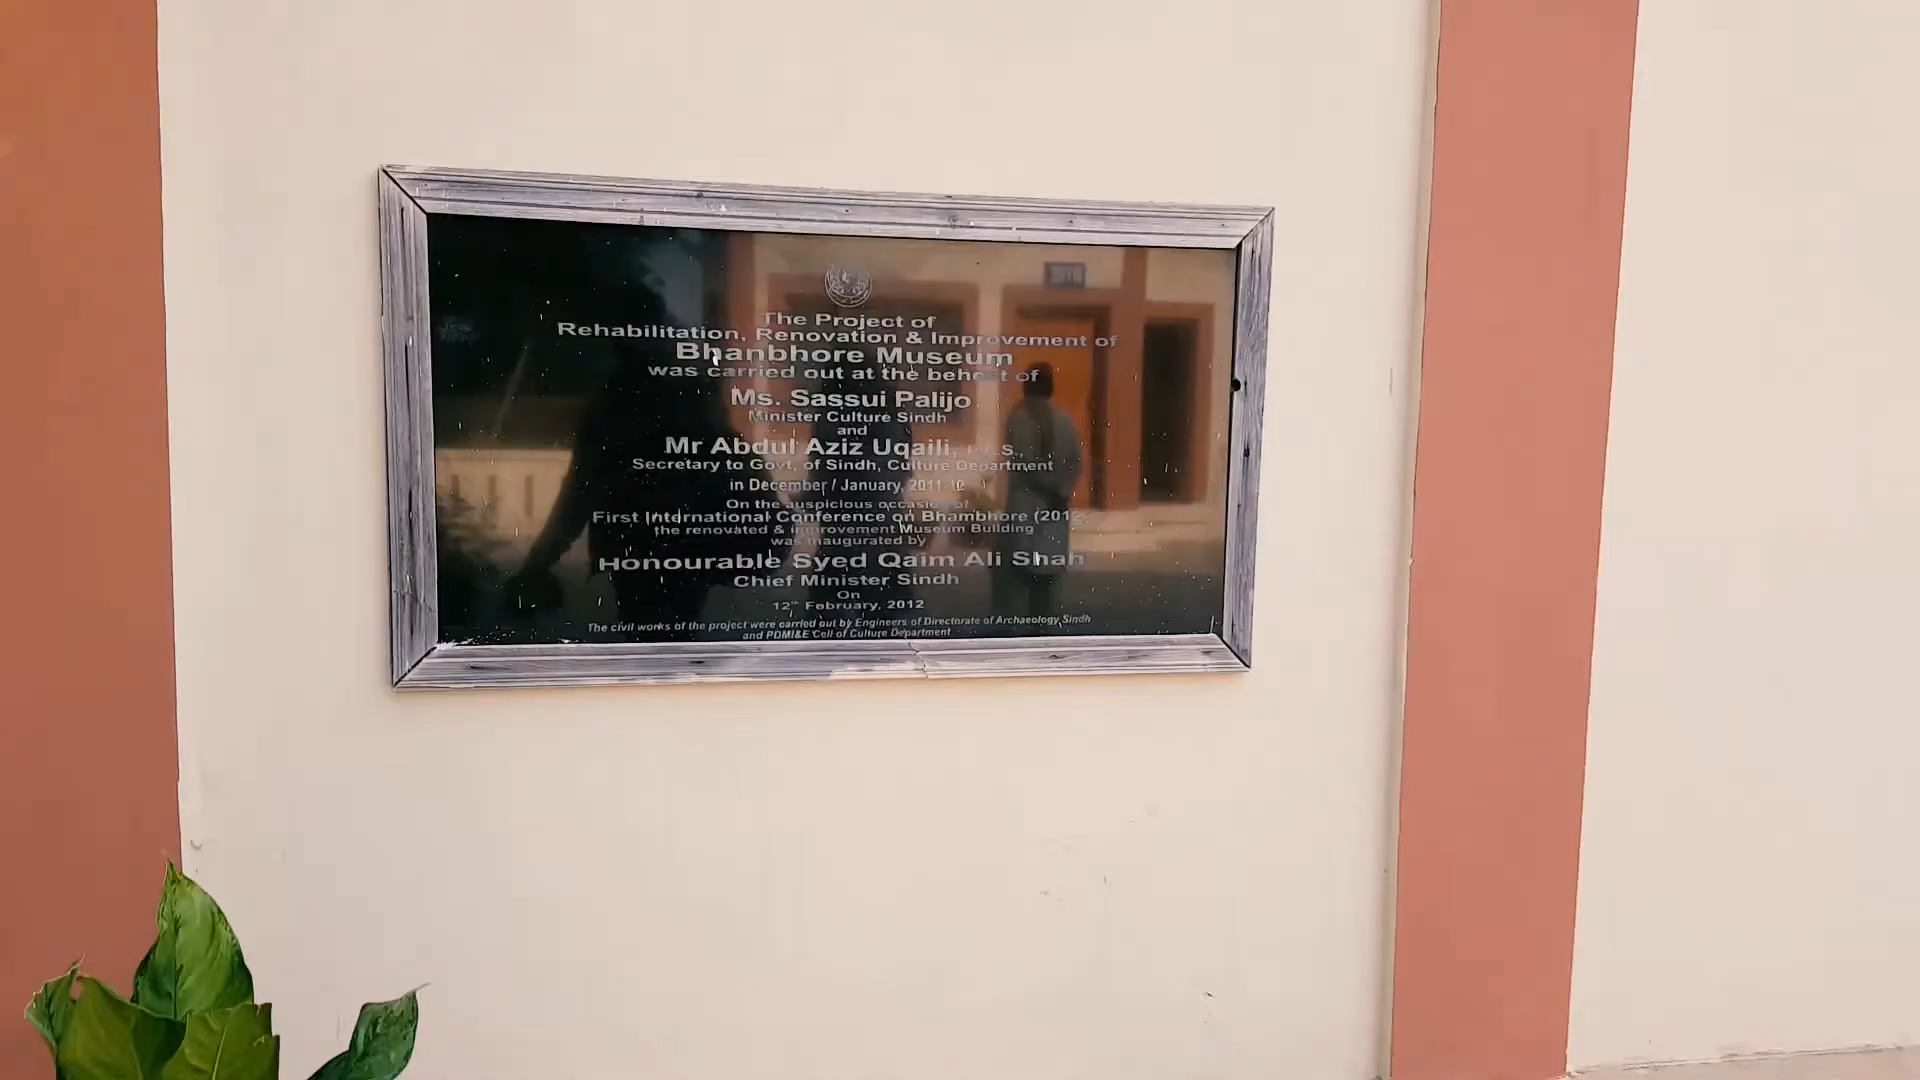 The Project of
Rehabilitation, Renovation & Improvement of
Bhanbhore Museum
was carried out at the behest of
Ms. Sassui Palijo
Minister Culture Sindh
and
Mr Abdul Aziz Uqaili,
Secretary to Govt, of Sindh, Culture Department
in December / January, 2011-12
On the auspicious occasion of
First International Conference on Bhambhore (2012
the renovated & improvement Museum Building
was inaugurated by
Honourable Syed Qaim Ali Shah
Chief Minister Sindh
On
12th February, 2012
The civil works of the project were carried out by Engineers of Directorate of Archaeology Sindh
and PDMI&E Cell of Culture Department